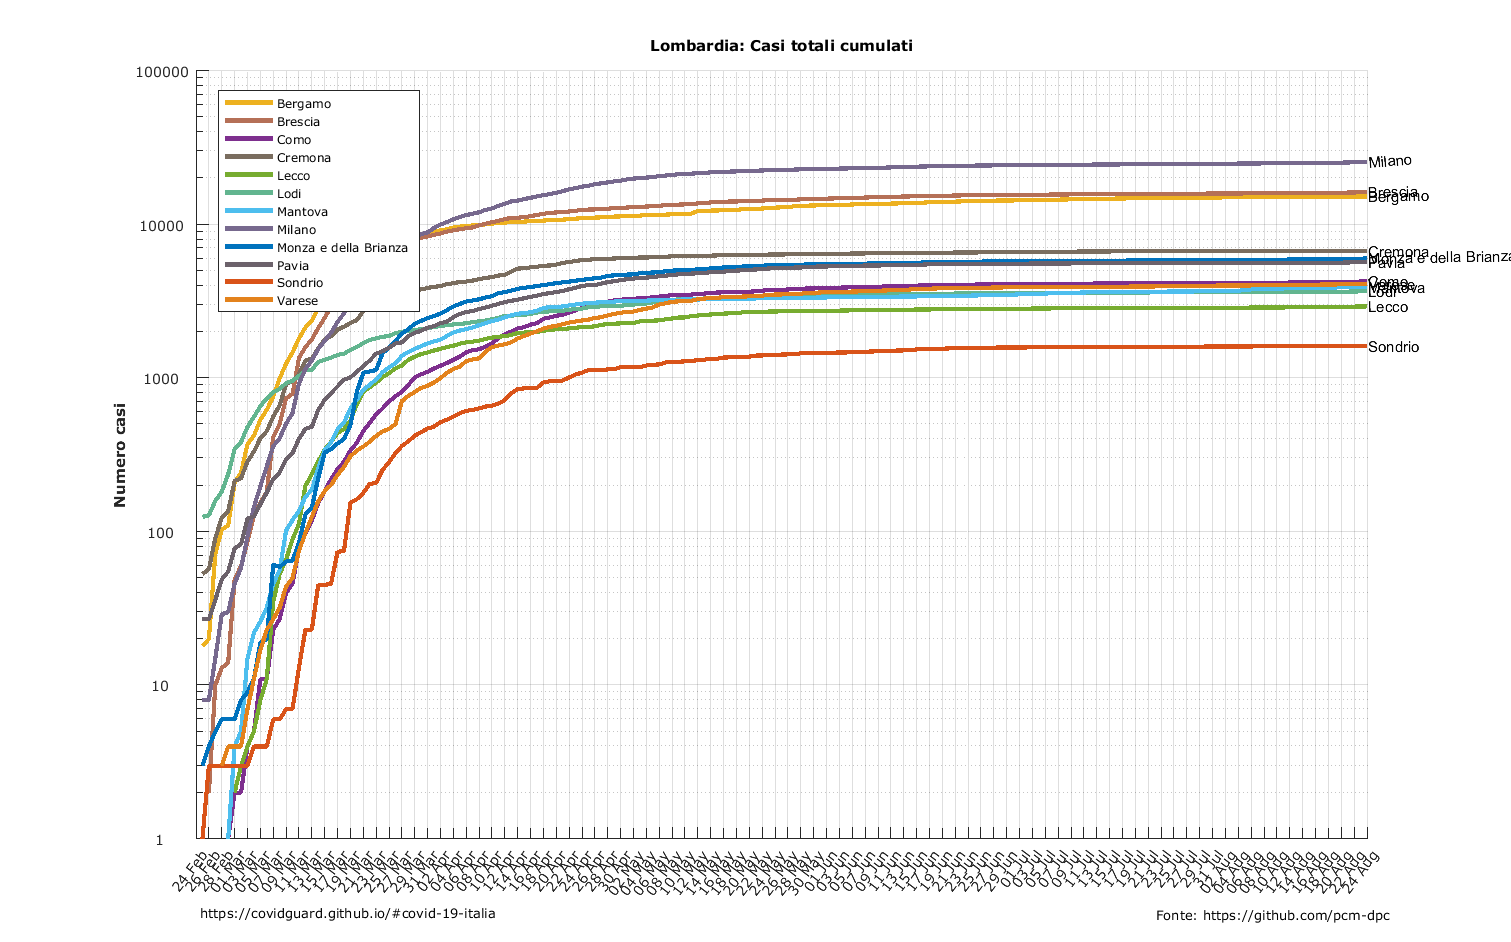 Lombardia: Casi totali cumulati
100000
10000
1000
100
10
1
Numero casi
Bergamo
Brescia
Como
Cremona
Lecco
Lodi
Mantova
Milano
Monza e della Brianza
Pavia
Sondrio
Varese
Milano
Brescia
Bergamo
Cremona
Monza e della Brianza
Pavia
Como
Mantova
Lodi
Lecco
Sondrio
24 Feb
26 Feb
28 Feb
01 Mar
03 Mar
05 Mar
07 Mar
09 Mar
11 Mar
13 Mar
15 Mar
17 Mar
19 Mar
21 Mar
23 Mar
25 Mar
27 Mar
29 Mar
31 Mar
02 Apr
04 Apr
06 Apr
08 Apr
10 Apr
12 Apr
14 Apr
16 Apr
18 Apr
20 Apr
22 Apr
24 Apr
26 Apr
28 Apr
30 Apr
02 May
04 May
06 May
08 May
10 May
12 May
14 May
16 May
18 May
20 May
22 May
24 May
26 May
28 May
30 May
01 Jun
03 Jun
05 Jun
07 Jun
09 Jun
11 Jun
13 Jun
15 Jun
17 Jun
19 Jun
21 Jun
23 Jun
25 Jun
27 Jun
29 Jun
01 Jul
03 Jul
05 Jul
07 Jul
09 Jul
11 Jul
13 Jul
15 Jul
17 Jul
19 Jul
21 Jul
23 Jul
25 Jul
27 Jul
29 Jul
31 Jul
02 Aug
04 Aug
06 Aug
08 Aug
10 Aug
12 Aug
14 Aug
16 Aug
18 Aug
20 Aug
22 Aug
24 Aug
https://covidguard.github.io/#covid-19-italia
Fonte: https://github.com/pcm-dpc